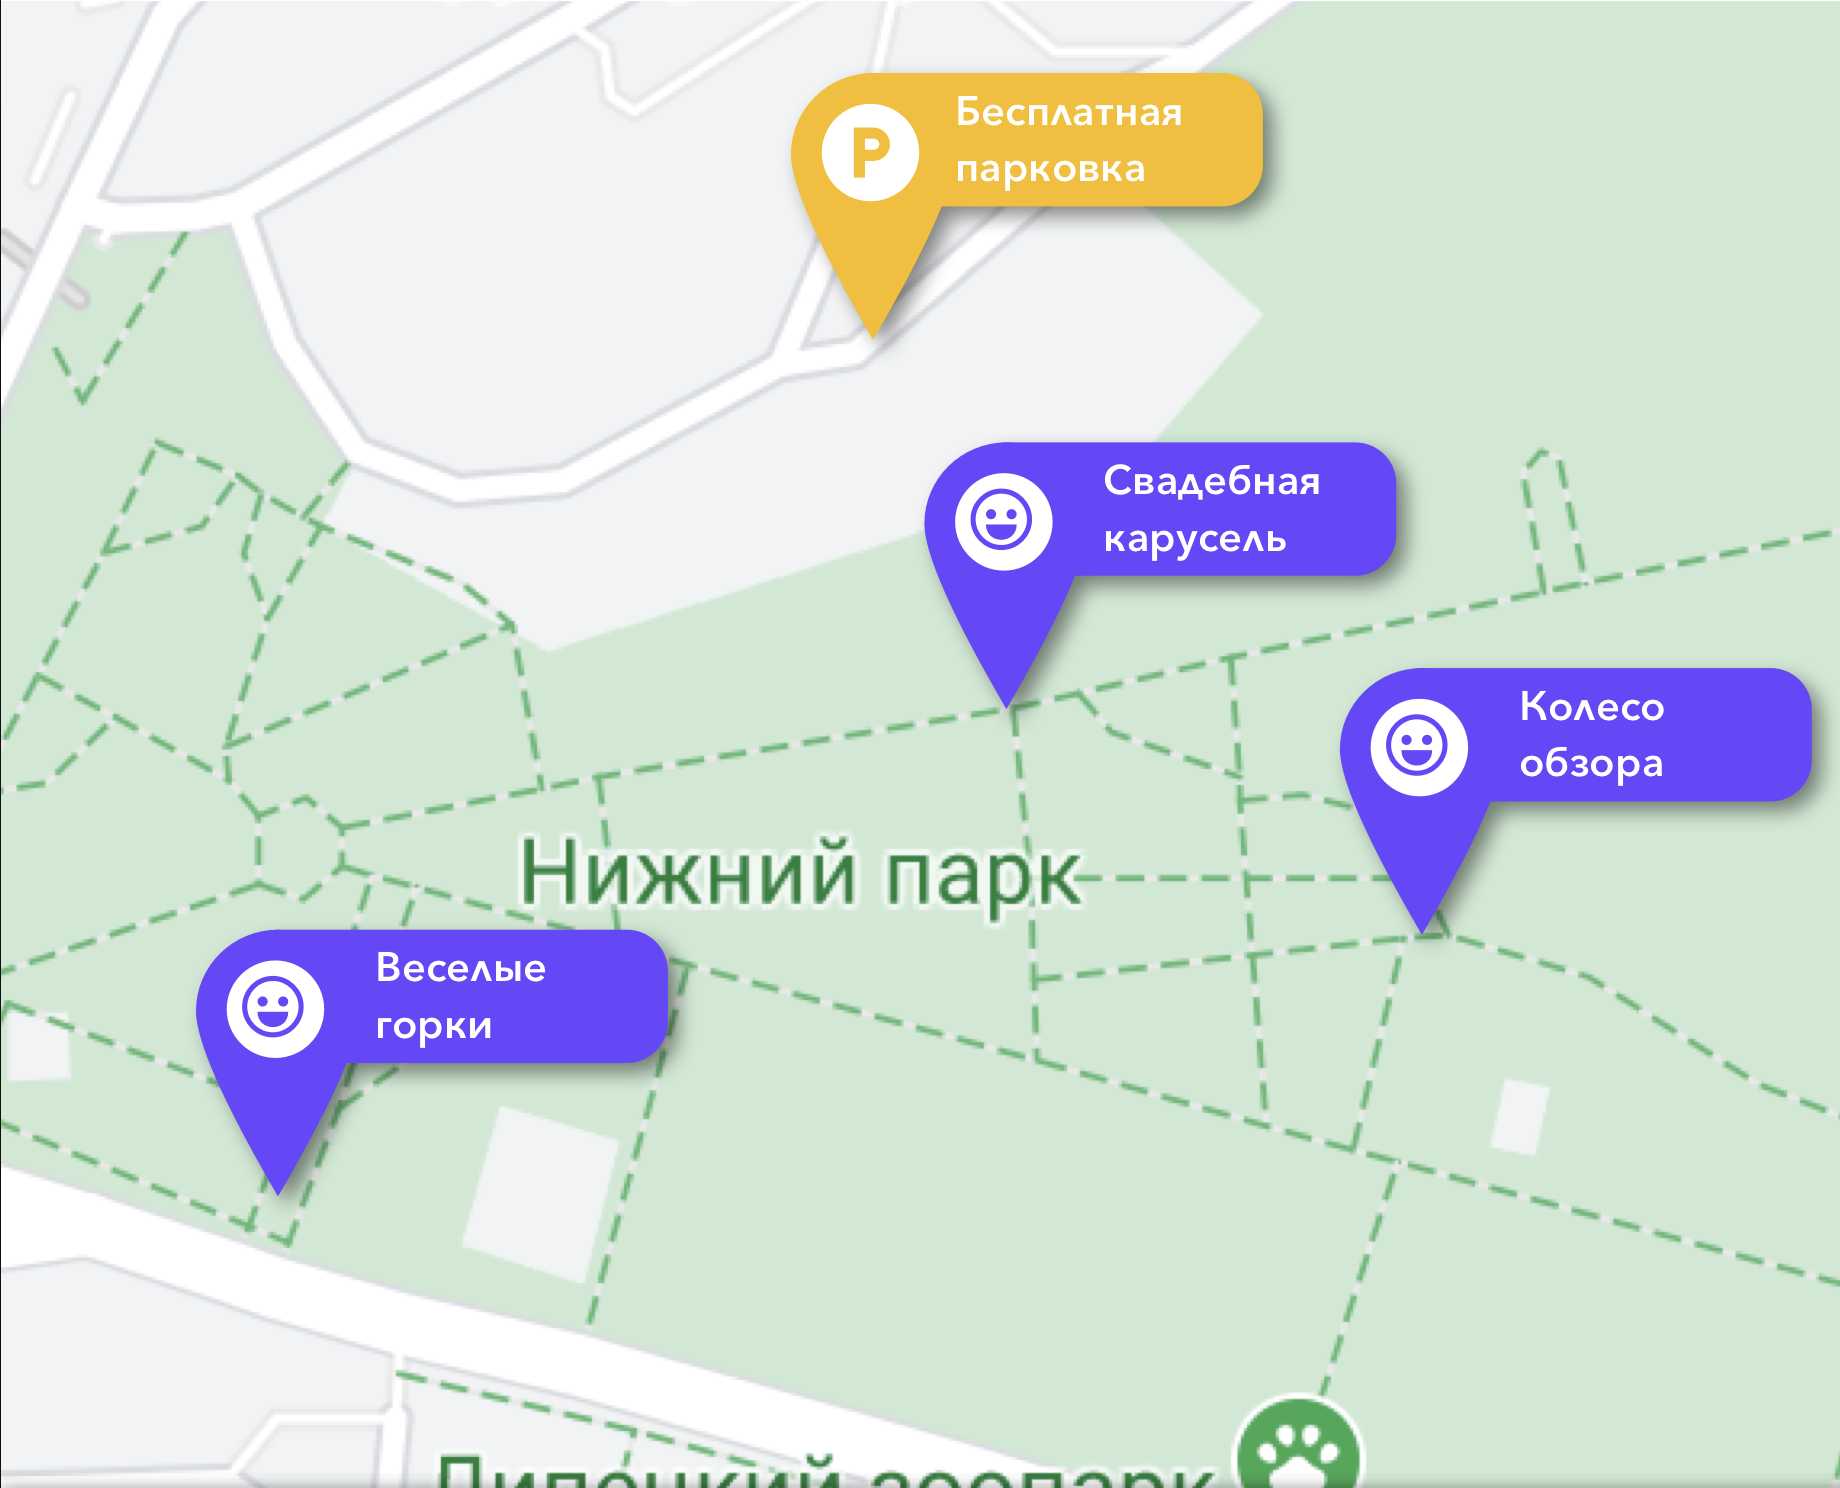 P
Бесплатная
парковка
Свадебная
карусель
Колесо
обзора
Нижний парк
Веселые
горки
Липецкий зоопарк